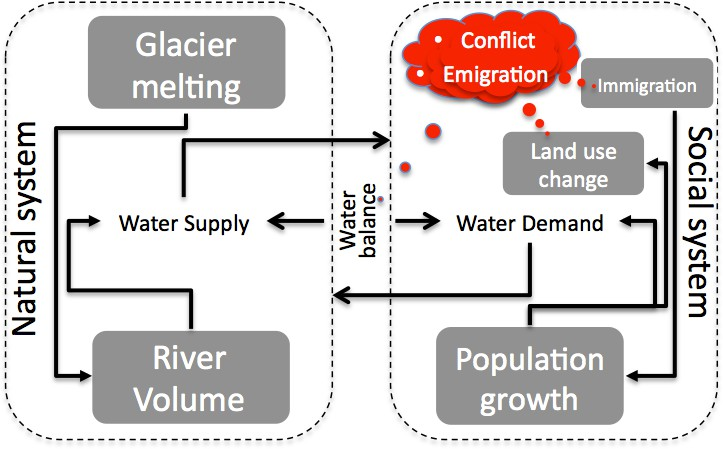 Glacier
melting
Natural system
Water Supply
River
Volume
Water
balance
• Conflict
• Emigration
Immigration
Land use
change
Water Demand
Population
growth
Social system